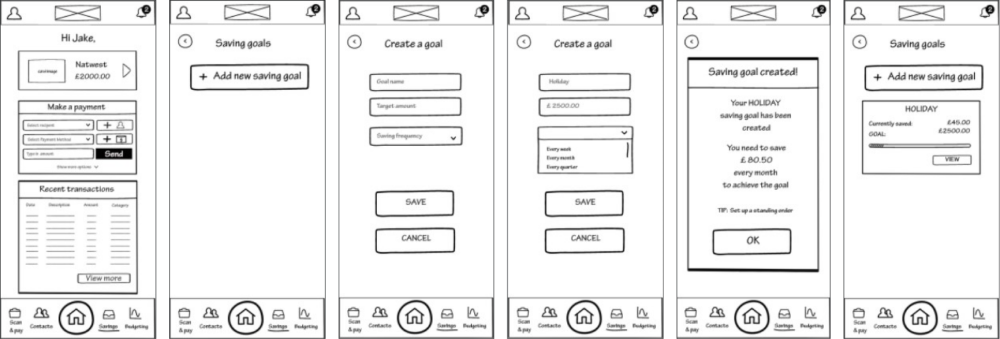 2
Hi Jake,
Natwest
£2000.00
Make a payment
Select recipient
Select Payment Method
Type in amount
Send
View more options
Recent transactions
Date Description Amount Category
View more
Scan & pay
Contacts
Savings
Budgeting
2
Saving goals
+ Add new saving goal
Scan & pay
Contacts
Savings
Budgeting
2
Create a goal
Goal name
Target amount
Saving frequency
SAVE
CANCEL
Scan & pay
Contacts
Savings
Budgeting
2
Create a goal
Holiday
£ 2500.00
Every week
Every month
Every quarter
SAVE
CANCEL
Scan & pay
Contacts
Savings
Budgeting
2
Saving goal created!
Your HOLIDAY
saving goal has been
created
You need to save
£ 80.50
every month
to achieve the goal
TIP: Set up a standing order
OK
Scan & pay
Contacts
Savings
Budgeting
2
Saving goals
+ Add new saving goal
HOLIDAY
Currently saved: £45.00
GOAL: £2500.00
VIEW
Scan & pay
Contacts
Savings
Budgeting